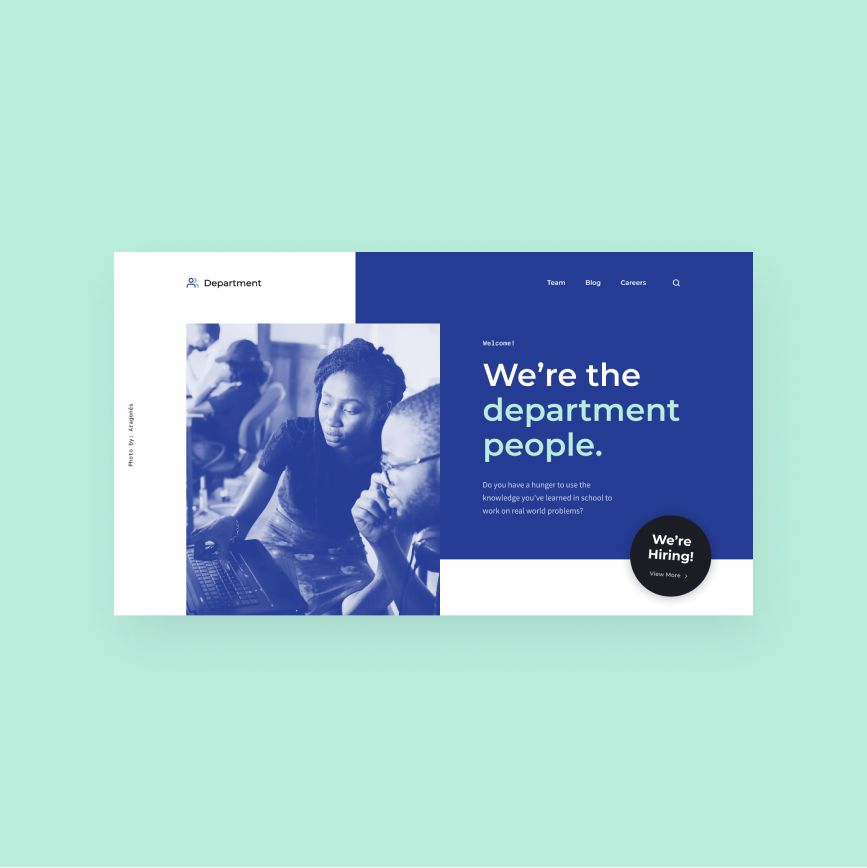 Department
Team
Blog
Careers
Welcome!
We're the
department
people.
Do you have a hunger to use the
knowledge you've learned in school to
work on real world problems?
We're
Hiring!
View More
Photo by: Aragonés